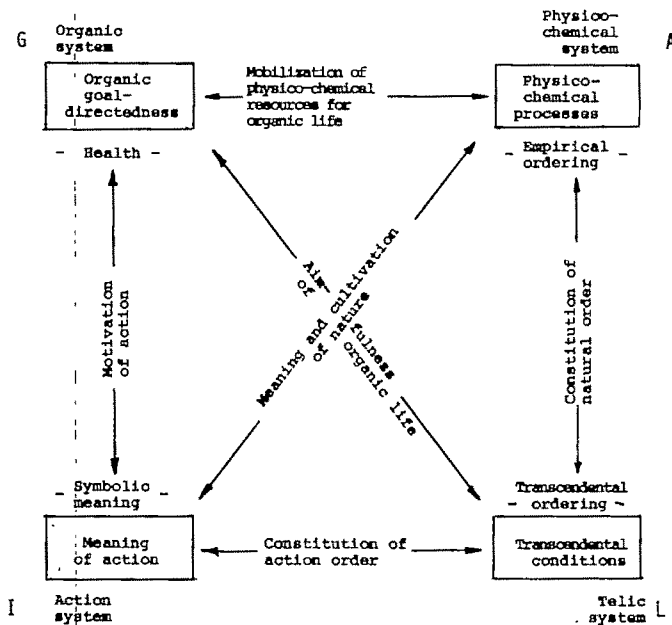 G
Organic
system
Physico-
chemical
system
A
Organic
goal-
directedness
Mobilization of
physico-chemical
resources for
organic life
Physico-
chemical
processes
- Health -
- Empirical -
ordering
Motivation
of action
Aim-
fulness
of
organic life
Meaning and cultivation
of nature
Constitution of
natural order
- Symbolic -
meaning
Transcendental
- ordering -
Meaning
of action
Constitution of
action order
Transcendental
conditions
I
Action
system
Telic
system
L